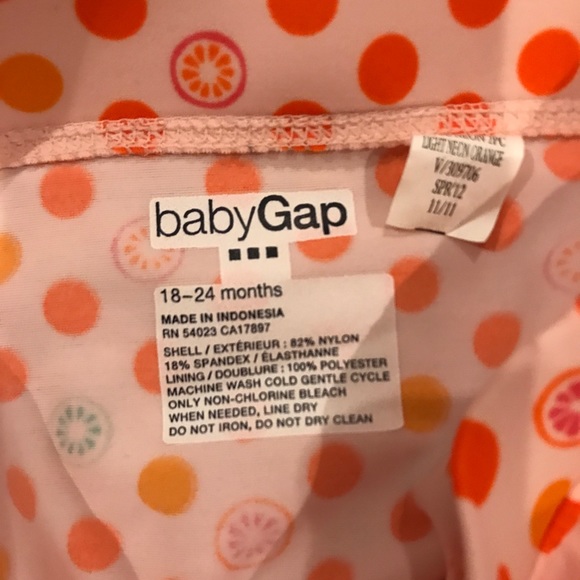 LIGHT NEON ORANGE
V/309706
SPR'12
11/11
babyGap
18-24 months
MADE IN INDONESIA
RN 54023 CA17897
SHELL / EXTÉRIEUR : 82% NYLON
18% SPANDEX / ÉLASTHANNE
LINING / DOUBLURE : 100% POLYESTER
MACHINE WASH COLD GENTLE CYCLE
ONLY NON-CHLORINE BLEACH
WHEN NEEDED, LINE DRY
DO NOT IRON, DO NOT DRY CLEAN